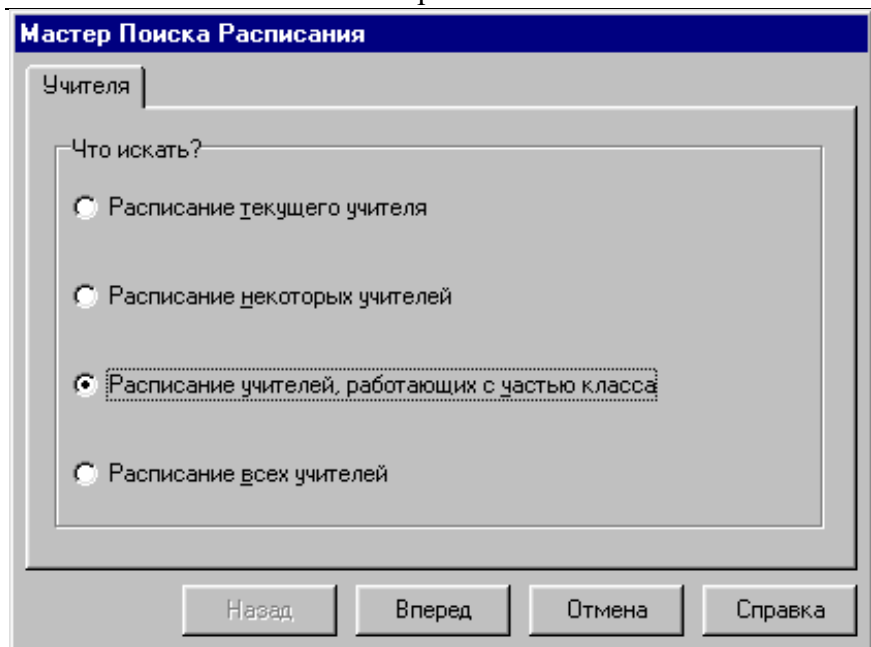 Мастер Поиска Расписания
Учителя
Что искать?
Расписание текущего учителя
Расписание некоторых учителей
Расписание учителей, работающих с частью класса
Расписание всех учителей
Назад
Вперед
Отмена
Справка